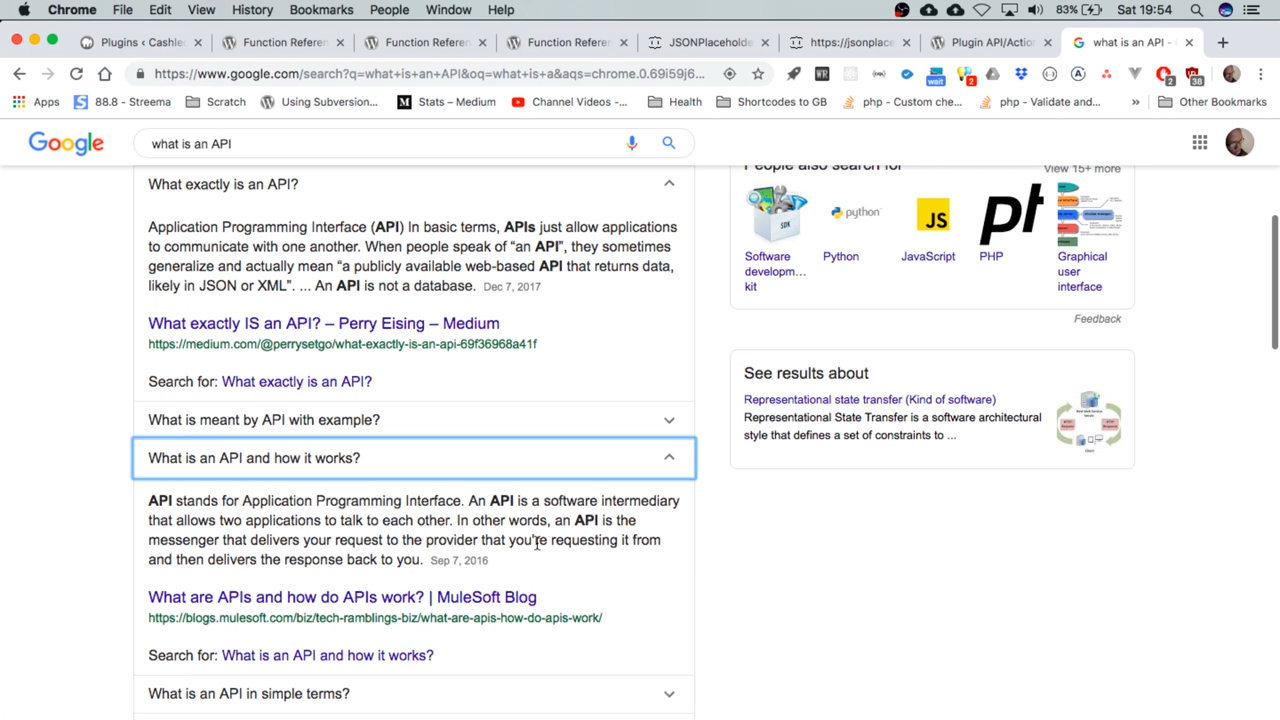 Chrome File Edit View History Bookmarks People Window Help 83% Sat 19:54
Plugins ‹ Cashle Function Referen Function Referen Function Referen JSONPlaceholde https://jsonplace Plugin API/Actio what is an API -
https://www.google.com/search?q=what+is+an+API&oq=what+is+a&aqs=chrome.0.69i59j6... WR wait 2 2 38
Apps 88.8 - Streema Scratch Using Subversion-... Stats – Medium Channel Videos -... Health Shortcodes to GB php - Custom che... php - Validate and... » Other Bookmarks
Google what is an API
What exactly is an API?
Application Programming Interface (API) In basic terms, APIs just allow applications
to communicate with one another. When people speak of “an API”, they sometimes
generalize and actually mean “a publicly available web-based API that returns data,
likely in JSON or XML”. ... An API is not a database. Dec 7, 2017
What exactly IS an API? – Perry Eising – Medium
https://medium.com/@perrysetgo/what-exactly-is-an-api-69f36968a41f
Search for: What exactly is an API?
What is meant by API with example?
What is an API and how it works?
API stands for Application Programming Interface. An API is a software intermediary
that allows two applications to talk to each other. In other words, an API is the
messenger that delivers your request to the provider that you're requesting it from
and then delivers the response back to you. Sep 7, 2016
What are APIs and how do APIs work? | MuleSoft Blog
https://blogs.mulesoft.com/biz/tech-ramblings-biz/what-are-apis-how-do-apis-work/
Search for: What is an API and how it works?
What is an API in simple terms?
People also search for View 15+ more
SDK python JS ph
Software Python JavaScript PHP Graphical
developm... user
kit interface
Feedback
See results about
Representational state transfer (Kind of software)
Representational State Transfer is a software architectural
style that defines a set of constraints to ...